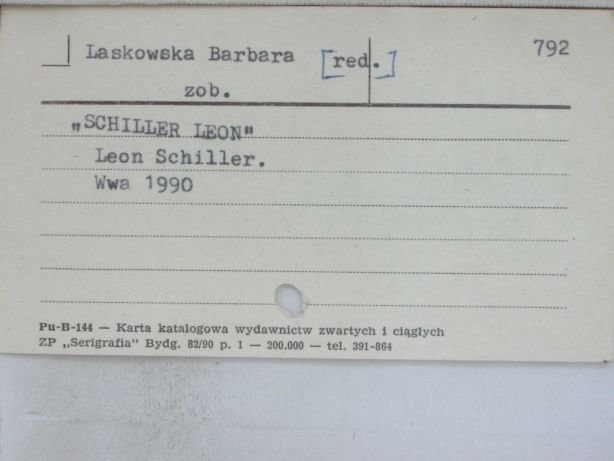 Laskowska Barbara [red.] 792
zob.
„SCHILLER LEON"
Leon Schiller.
Wwa 1990
Pu-B-144 — Karta katalogowa wydawnictw zwartych i ciągłych
ZP „Serigrafia" Bydg. 82/90 p. 1 — 200.000 — tel. 391-864